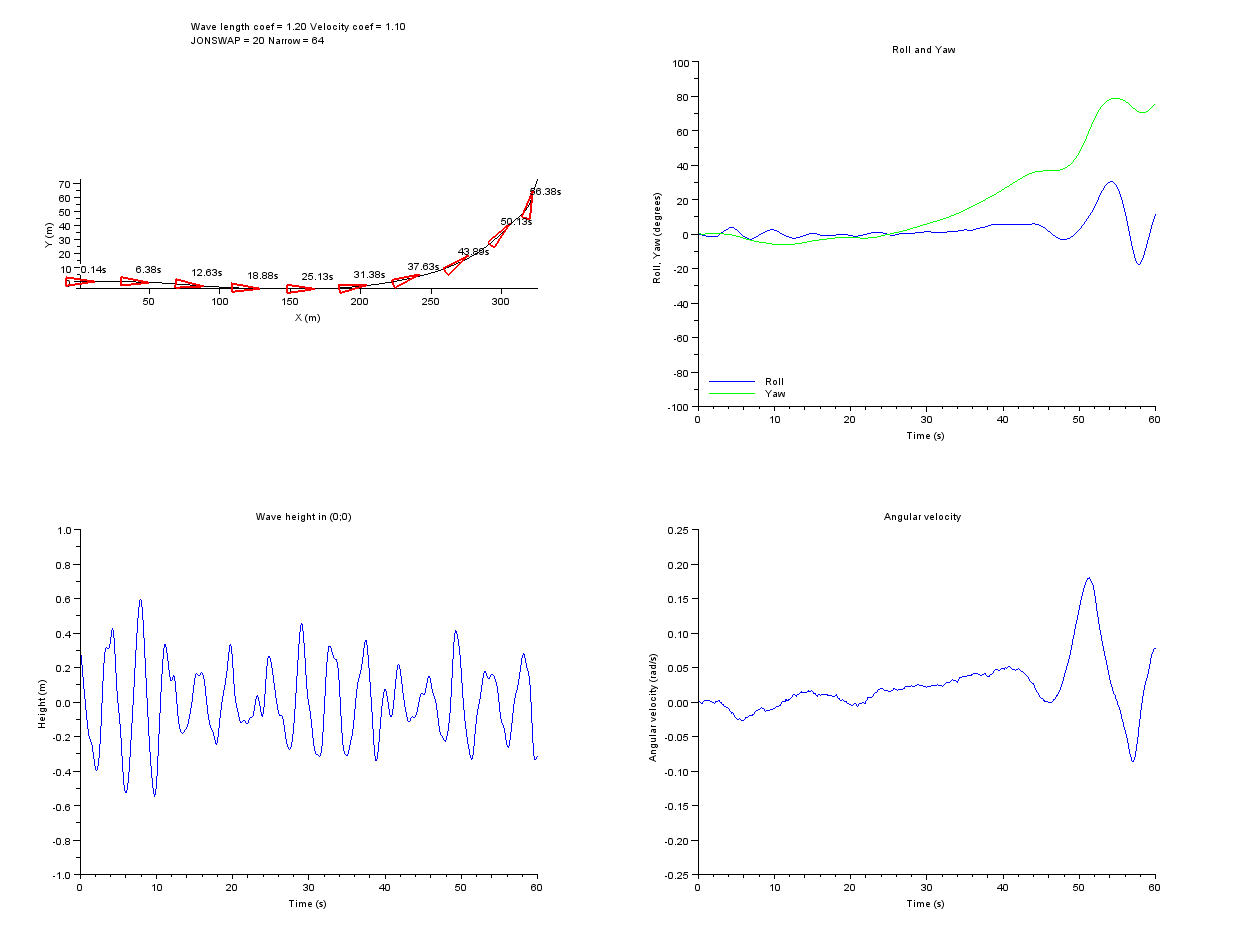 Wave length coef = 1.20 Velocity coef = 1.10
JONSWAP = 20 Narrow = 64
70
60
50
40
30
20
Y (m)
0.14s
6.38s
12.63s
18.88s
25.13s
31.38s
37.63s
43.89s
50.13s
56.38s
10
0
50
100
150
200
250
300
X (m)
Roll and Yaw
100
80
60
40
20
0
-20
-40
-60
-80
-100
Roll, Yaw (degrees)
Roll
Yaw
0
10
20
30
40
50
60
Time (s)
Wave height in (0;0)
1.0
0.8
0.6
0.4
0.2
0.0
-0.2
-0.4
-0.6
-0.8
-1.0
Height (m)
0
10
20
30
40
50
60
Time (s)
Angular velocity
0.25
0.20
0.15
0.10
0.05
0.00
-0.05
-0.10
-0.15
-0.20
-0.25
Angular velocity (rad/s)
0
10
20
30
40
50
60
Time (s)